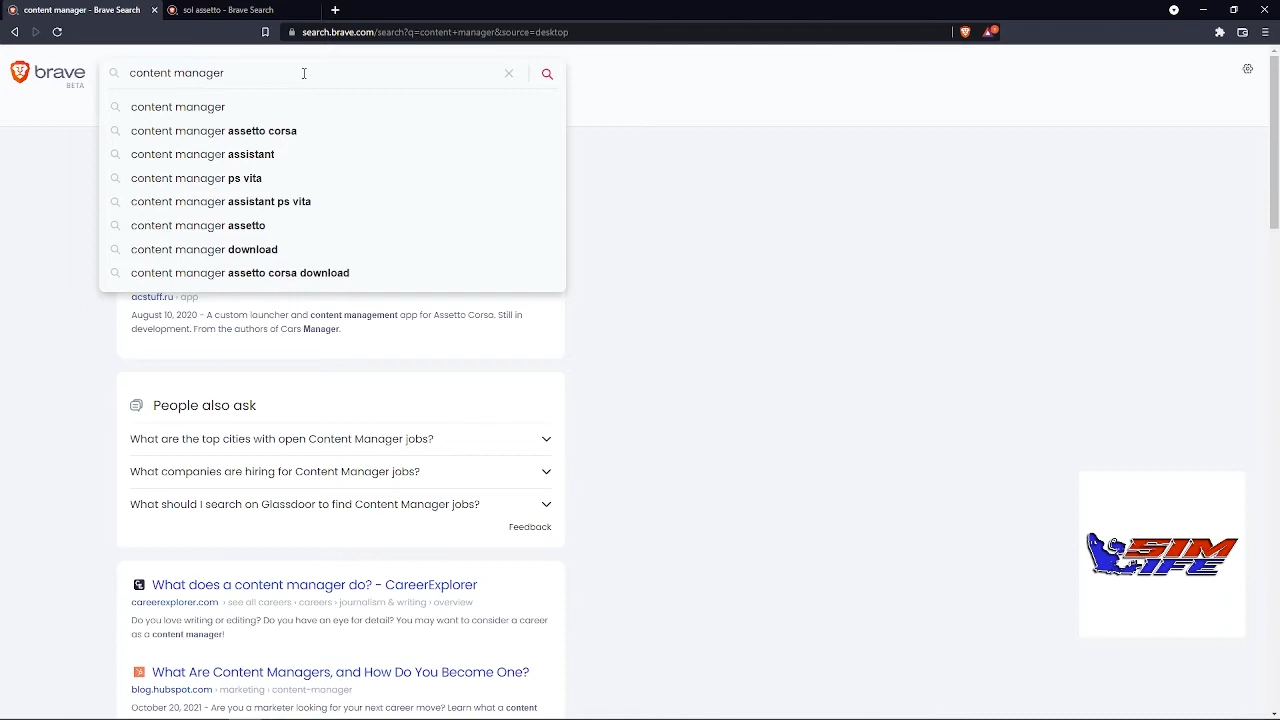 content manager - Brave Search
sol assetto - Brave Search
search.brave.com/search?q=content+manager&source=desktop
brave
BETA
content manager
content manager
content manager assetto corsa
content manager assistant
content manager ps vita
content manager assistant ps vita
content manager assetto
content manager download
content manager assetto corsa download
acstuff.ru › app
August 10, 2020 - A custom launcher and content management app for Assetto Corsa. Still in
development. From the authors of Cars Manager.
People also ask
What are the top cities with open Content Manager jobs?
What companies are hiring for Content Manager jobs?
What should I search on Glassdoor to find Content Manager jobs?
Feedback
What does a content manager do? - CareerExplorer
careerexplorer.com › see all careers › careers › journalism & writing › overview
Do you love writing or editing? Do you have an eye for detail? You may want to consider a career
as a content manager!
What Are Content Managers, and How Do You Become One?
blog.hubspot.com › marketing › content-manager
October 20, 2021 - Are you a marketer looking for your next career move? Learn what a content
SIM
LIFE